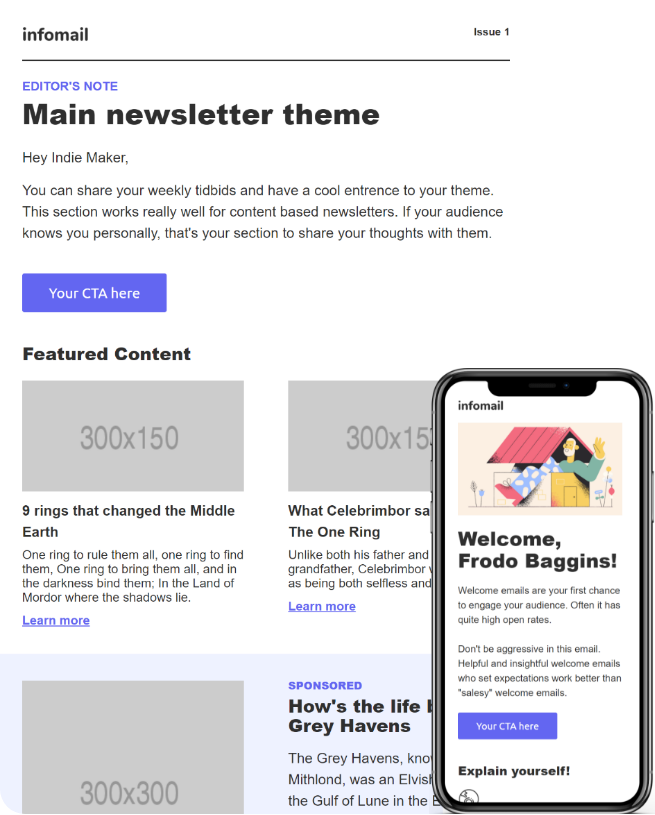 infomail
Issue 1
EDITOR'S NOTE
Main newsletter theme
Hey Indie Maker,
You can share your weekly tidbids and have a cool entrence to your theme.
This section works really well for content based newsletters. If your audience
knows you personally, that's your section to share your thoughts with them.
Your CTA here
Featured Content
300x150
9 rings that changed the Middle
Earth
One ring to rule them all, one ring to find
them, One ring to bring them all, and in
the darkness bind them; In the Land of
Mordor where the shadows lie.
Learn more
300x15
What Celebrimbor sa
The One Ring
Unlike both his father and
grandfather, Celebrimbor
as being both selfless and
Learn more
300x300
SPONSORED
How's the life
Grey Havens
The Grey Havens, kno
Mithlond, was an Elvis
the Gulf of Lune in the
infomail
Welcome,
Frodo Baggins!
Welcome emails are your first chance
to engage your audience. Often it has
quite high open rates.
Don't be aggressive in this email.
Helpful and insightful welcome emails
who set expectations work better than
"salesy" welcome emails.
Your CTA here
Explain yourself!